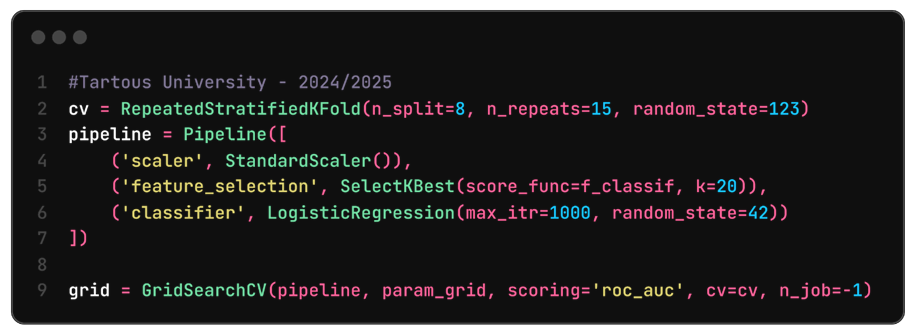 1 #Tartous University - 2024/2025
2 cv = RepeatedStratifiedKFold(n_split=8, n_repeats=15, random_state=123)
3 pipeline = Pipeline([
4     ('scaler', StandardScaler()),
5     ('feature_selection', SelectKBest(score_func=f_classif, k=20)),
6     ('classifier', LogisticRegression(max_itr=1000, random_state=42))
7 ])
8
9 grid = GridSearchCV(pipeline, param_grid, scoring='roc_auc', cv=cv, n_job=-1)